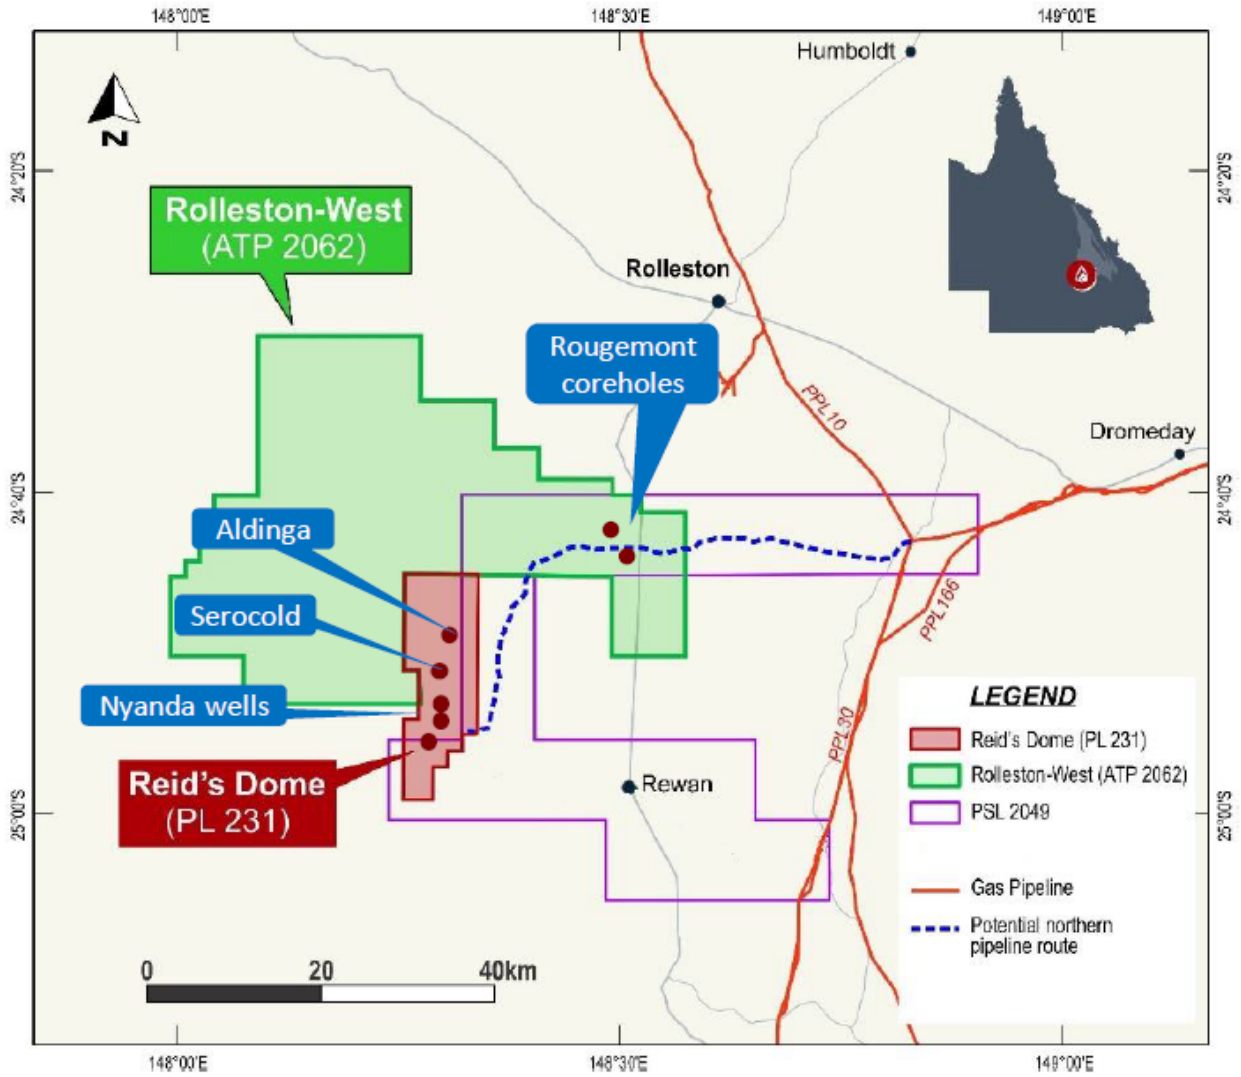 148°00'E
148°30'E
149°00'E
Humboldt
N
24°20'S
24°20'S
Rolleston-West
(ATP 2062)
Rolleston
Rougemont
coreholes
PPL10
Dromeday
24°40'S
24°40'S
Aldinga
Serocold
PPL166
Nyanda wells
LEGEND
Reid's Dome (PL 231)
Rolleston-West (ATP 2062)
PSL 2049
Gas Pipeline
Potential northern
pipeline route
PPL30
Reid's Dome
(PL 231)
Rewan
25°00'S
25°00'S
0
20
40km
148°00'E
148°30'E
149°00'E